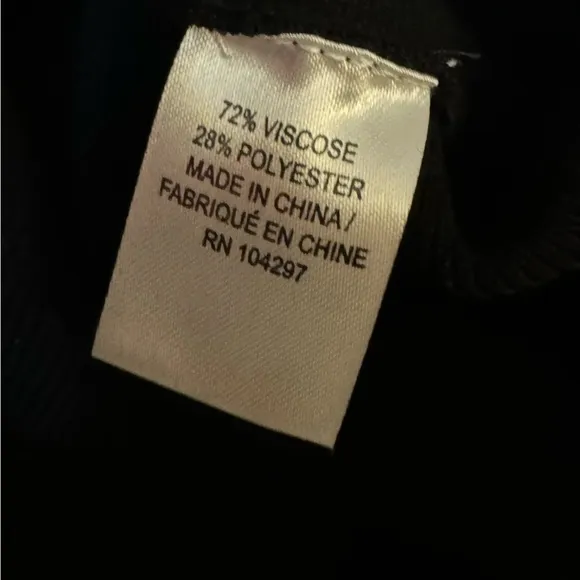 72% VISCOSE
28% POLYESTER
MADE IN CHINA/
FABRIQUÉ EN CHINE
RN 104297